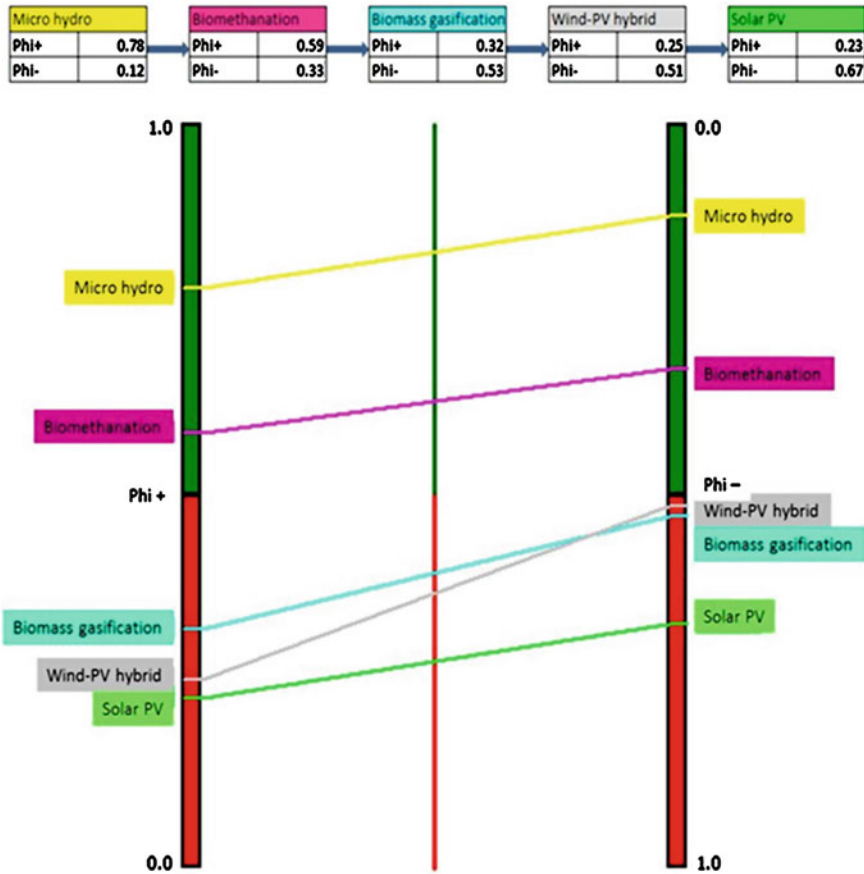 Micro hydro Biomethanation Biomass gasification Wind-PV hybrid Solar PV
Phi+ 0.78 Phi+ 0.59 Phi+ 0.32 Phi+ 0.25 Phi+ 0.23
Phi- 0.12 Phi- 0.33 Phi- 0.53 Phi- 0.51 Phi- 0.67
1.0 0.0
Micro hydro
Micro hydro
Biomethanation
Biomethanation
Phi –
Phi +
Wind-PV hybrid
Biomass gasification
Solar PV
Biomass gasification
Wind-PV hybrid
Solar PV
0.0 1.0